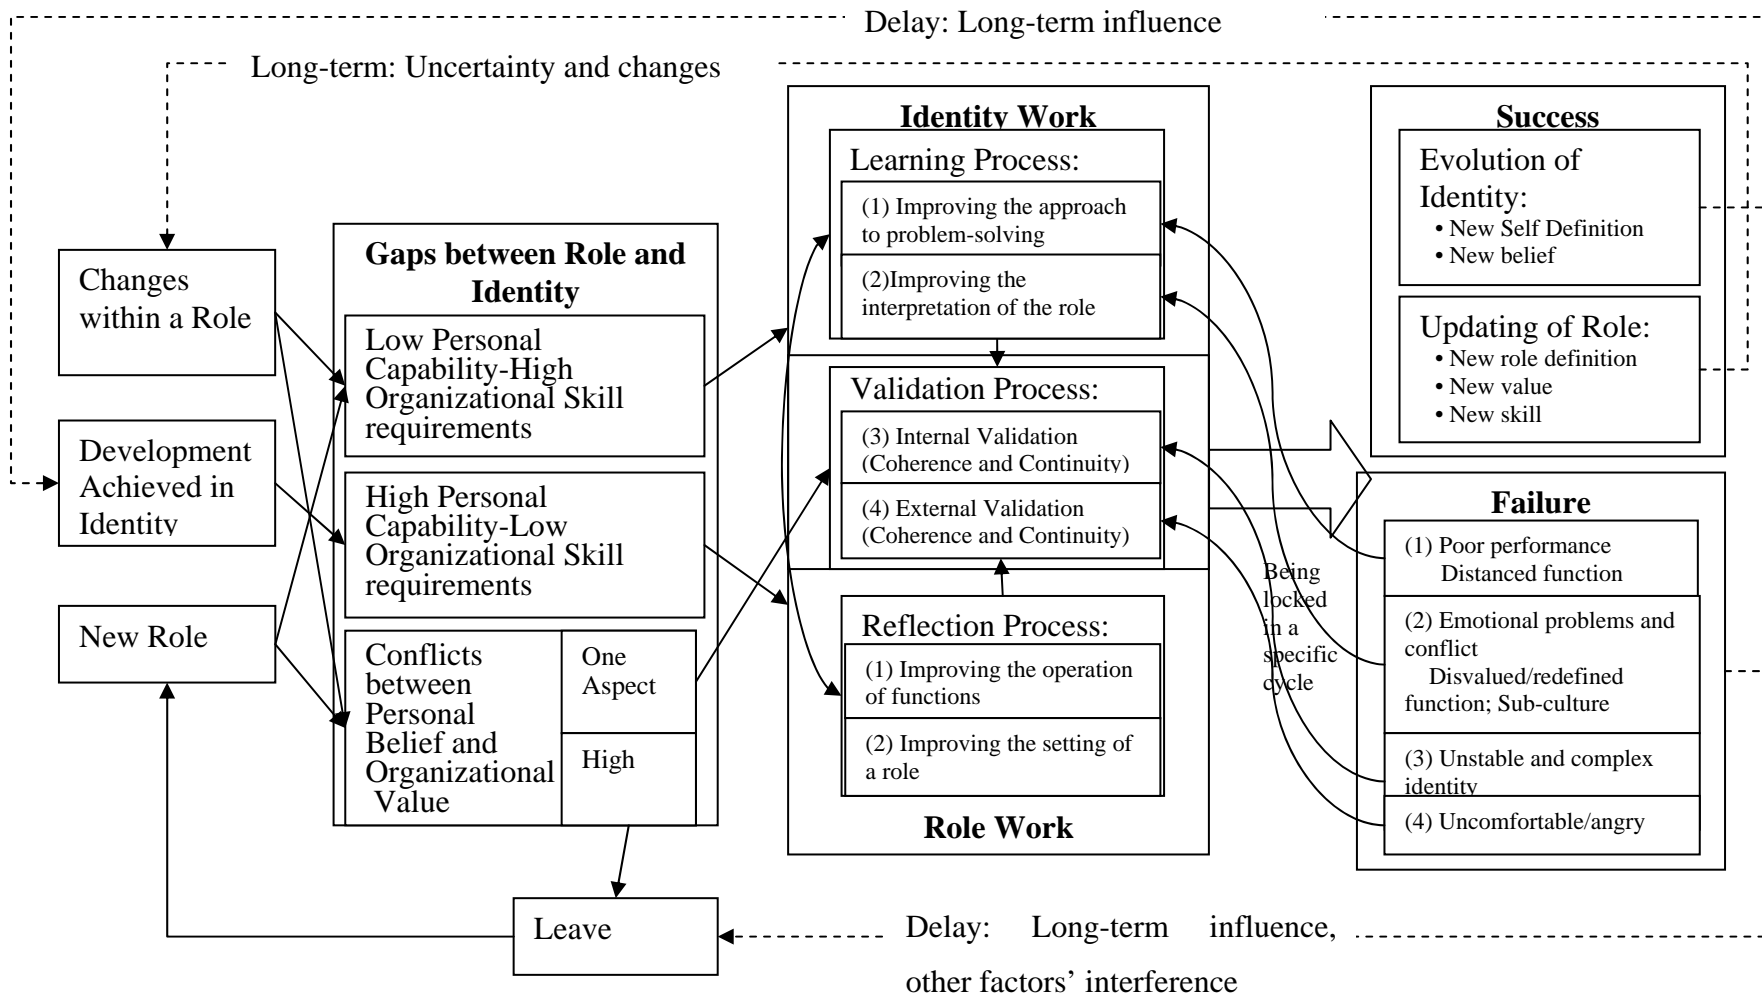 Delay: Long-term influence
Long-term: Uncertainty and changes
Changes
within a Role
Development
Achieved in
Identity
New Role
Gaps between Role and
Identity
Low Personal
Capability-High
Organizational Skill
requirements
High Personal
Capability-Low
Organizational Skill
requirements
Conflicts
between
Personal
Belief and
Organizational
Value
One
Aspect
High
Leave
Identity Work
Learning Process:
(1) Improving the approach
to problem-solving
(2)Improving the
interpretation of the role
Validation Process:
(3) Internal Validation
(Coherence and Continuity)
(4) External Validation
(Coherence and Continuity)
Reflection Process:
(1) Improving the operation
of functions
(2) Improving the setting of
a role
Role Work
Being
locked
in a
specific
cycle
Success
Evolution of
Identity:
• New Self Definition
• New belief
Updating of Role:
• New role definition
• New value
• New skill
Failure
(1) Poor performance
Distanced function
(2) Emotional problems and
conflict
Disvalued/redefined
function; Sub-culture
(3) Unstable and complex
identity
(4) Uncomfortable/angry
Delay: Long-term influence,
other factors’ interference